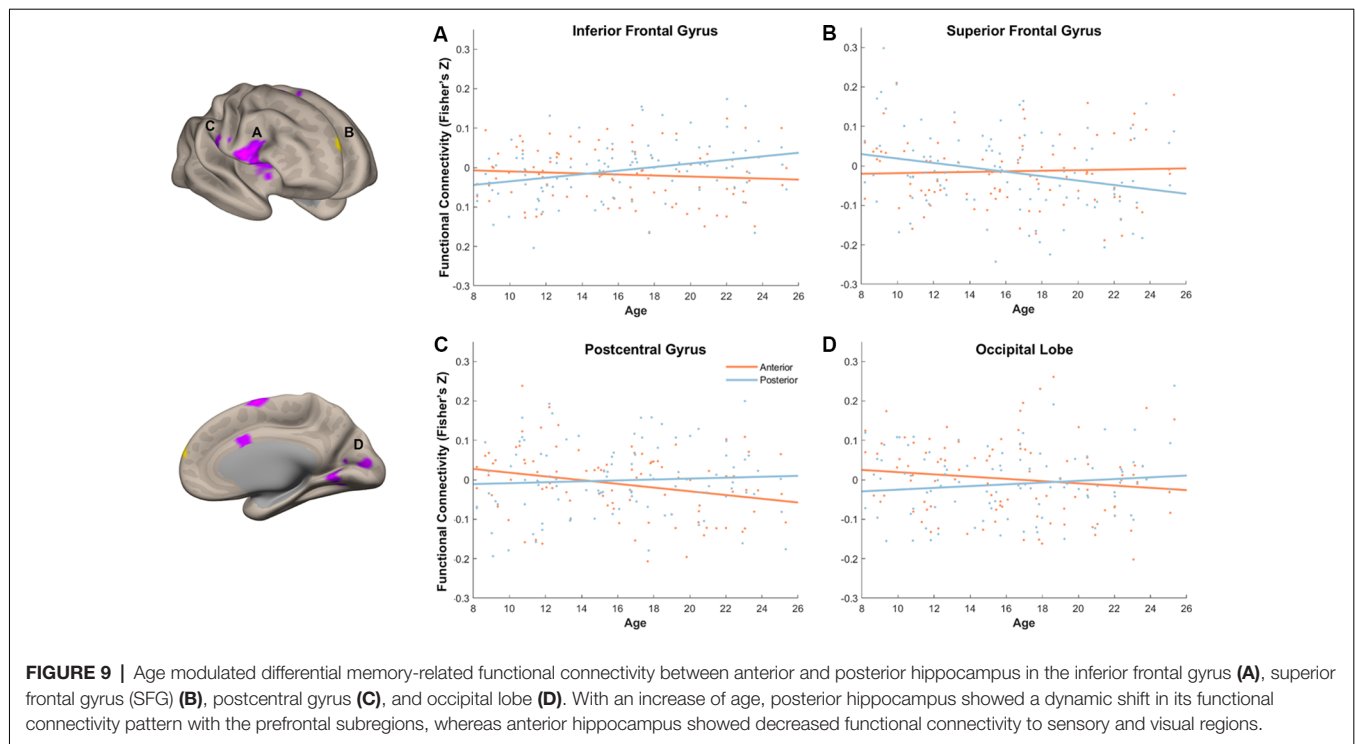 A
Inferior Frontal Gyrus
B
Superior Frontal Gyrus
C
A
B
Functional Connectivity (Fisher's Z)
0.3
0.2
0.1
0
0.1
0.2
-0.3
8 10 12 14 16 18 20 22 24 26
Age
0.3
0.2
0.1
0
-0.1
-0.2
-0.3
8 10 12 14 16 18 20 22 24 26
Age
C
Postcentral Gyrus
Anterior
Posterior
D
Occipital Lobe
D
Functional Connectivity (Fisher's Z)
0.3
0.2
0.1
0
-0.1
-0.2
-0.3
8 10 12 14 16 18 20 22 24 26
Age
0.3
0.2
0.1
0
-0.1
-0.2
-0.3
8 10 12 14 16 18 20 22 24 26
Age
FIGURE 9 | Age modulated differential memory-related functional connectivity between anterior and posterior hippocampus in the inferior frontal gyrus (A), superior
frontal gyrus (SFG) (B), postcentral gyrus (C), and occipital lobe (D). With an increase of age, posterior hippocampus showed a dynamic shift in its functional
connectivity pattern with the prefrontal subregions, whereas anterior hippocampus showed decreased functional connectivity to sensory and visual regions.